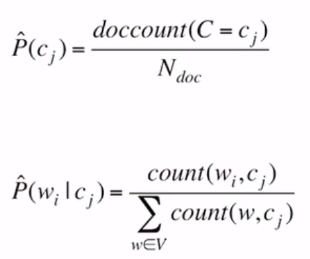 P̂(c_j) = doccount(C = c_j) / N_doc
P̂(w_i | c_j) = count(w_i, c_j) / ∑_{w∈V} count(w, c_j)